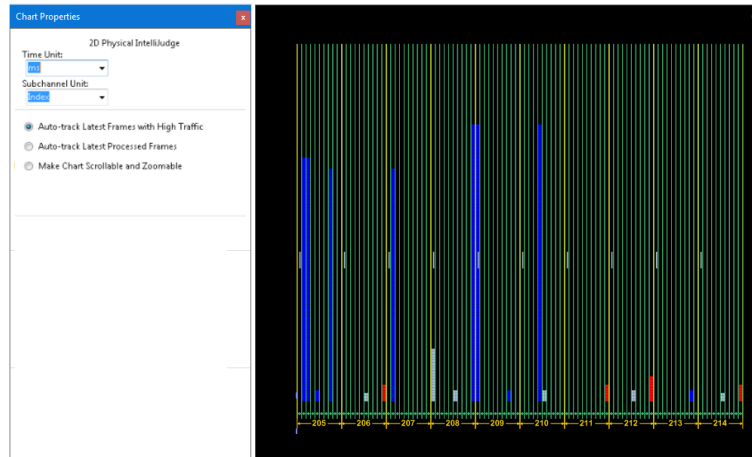 Chart Properties
x
2D Physical IntelliJudge
Time Unit:
ms
Subchannel Unit:
Index
Auto-track Latest Frames with High Traffic
Auto-track Latest Processed Frames
Make Chart Scrollable and Zoomable
205 206 207 208 209 210 211 212 213 214